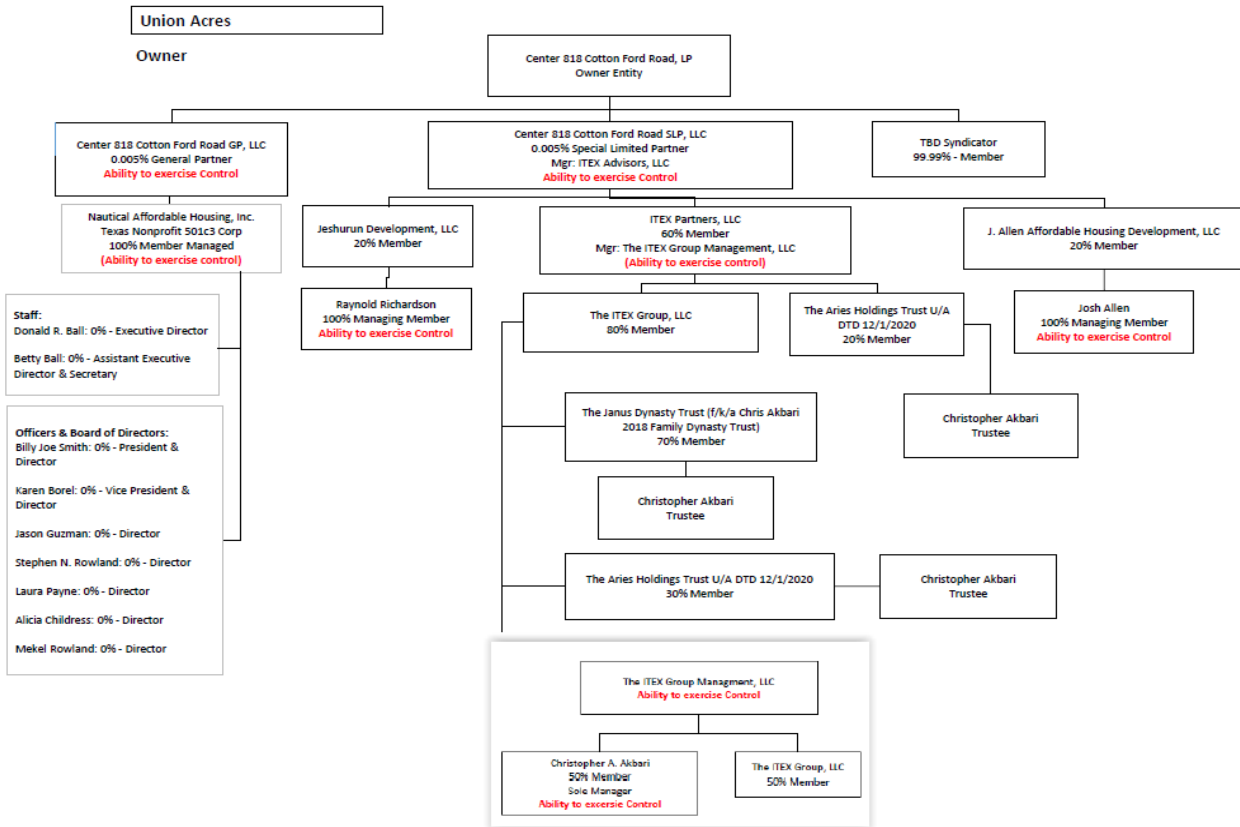 Union Acres
Owner
Center 818 Cotton Ford Road, LP
Owner Entity
Center 818 Cotton Ford Road GP, LLC
0.005% General Partner
Ability to exercise Control
Center 818 Cotton Ford Road SLP, LLC
0.005% Special Limited Partner
Mgr: ITEX Advisors, LLC
Ability to exercise Control
TBD Syndicator
99.99% - Member
Nautical Affordable Housing, Inc.
Texas Nonprofit 501c3 Corp
100% Member Managed
(Ability to exercise control)
Jeshurun Development, LLC
20% Member
ITEX Partners, LLC
60% Member
Mgr: The ITEX Group Management, LLC
(Ability to exercise control)
J. Allen Affordable Housing Development, LLC
20% Member
Staff:
Donald R. Ball: 0% - Executive Director
Betty Ball: 0% - Assistant Executive
Director & Secretary
Raynold Richardson
100% Managing Member
Ability to exercise Control
The ITEX Group, LLC
80% Member
The Aries Holdings Trust U/A
DTD 12/1/2020
20% Member
Josh Allen
100% Managing Member
Ability to exercise Control
Officers & Board of Directors:
Billy Joe Smith: 0% - President &
Director
Karen Borel: 0% - Vice President &
Director
Jason Guzman: 0% - Director
Stephen N. Rowland: 0% - Director
Laura Payne: 0% - Director
Alicia Childress: 0% - Director
Mekel Rowland: 0% - Director
The Janus Dynasty Trust (f/k/a Chris Akbari
2018 Family Dynasty Trust)
70% Member
Christopher Akbari
Trustee
Christopher Akbari
Trustee
The Aries Holdings Trust U/A DTD 12/1/2020
30% Member
Christopher Akbari
Trustee
The ITEX Group Managment, LLC
Ability to exercise Control
Christopher A. Akbari
50% Member
Sole Manager
Ability to excersie Control
The ITEX Group, LLC
50% Member